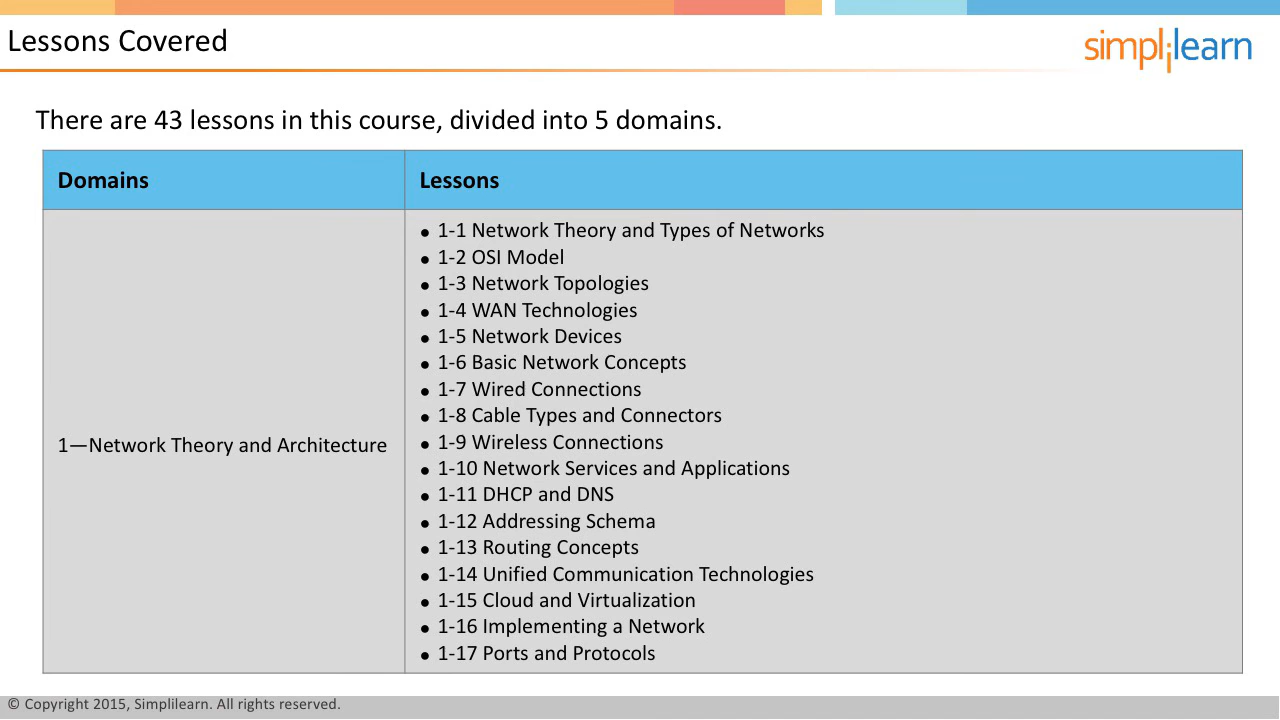 Lessons Covered
simplilearn
There are 43 lessons in this course, divided into 5 domains.
Domains
Lessons
1—Network Theory and Architecture
● 1-1 Network Theory and Types of Networks
● 1-2 OSI Model
● 1-3 Network Topologies
● 1-4 WAN Technologies
● 1-5 Network Devices
● 1-6 Basic Network Concepts
● 1-7 Wired Connections
● 1-8 Cable Types and Connectors
● 1-9 Wireless Connections
● 1-10 Network Services and Applications
● 1-11 DHCP and DNS
● 1-12 Addressing Schema
● 1-13 Routing Concepts
● 1-14 Unified Communication Technologies
● 1-15 Cloud and Virtualization
● 1-16 Implementing a Network
● 1-17 Ports and Protocols
© Copyright 2015, Simplilearn. All rights reserved.